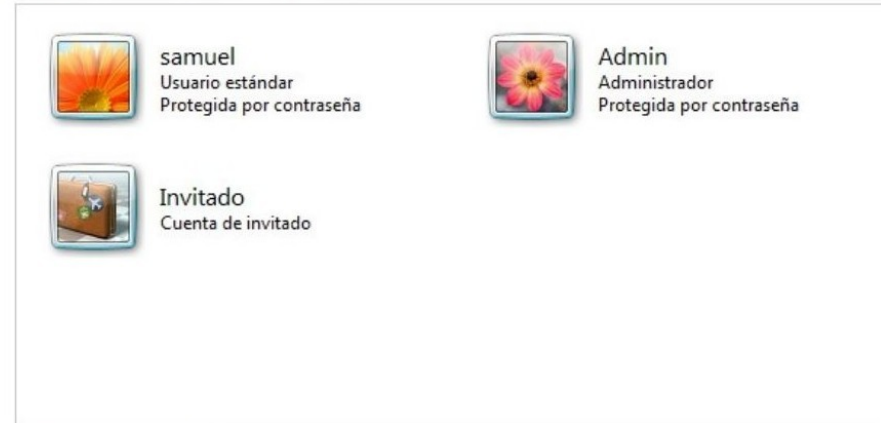 samuel
Usuario estándar
Protegida por contraseña
Admin
Administrador
Protegida por contraseña
Invitado
Cuenta de invitado